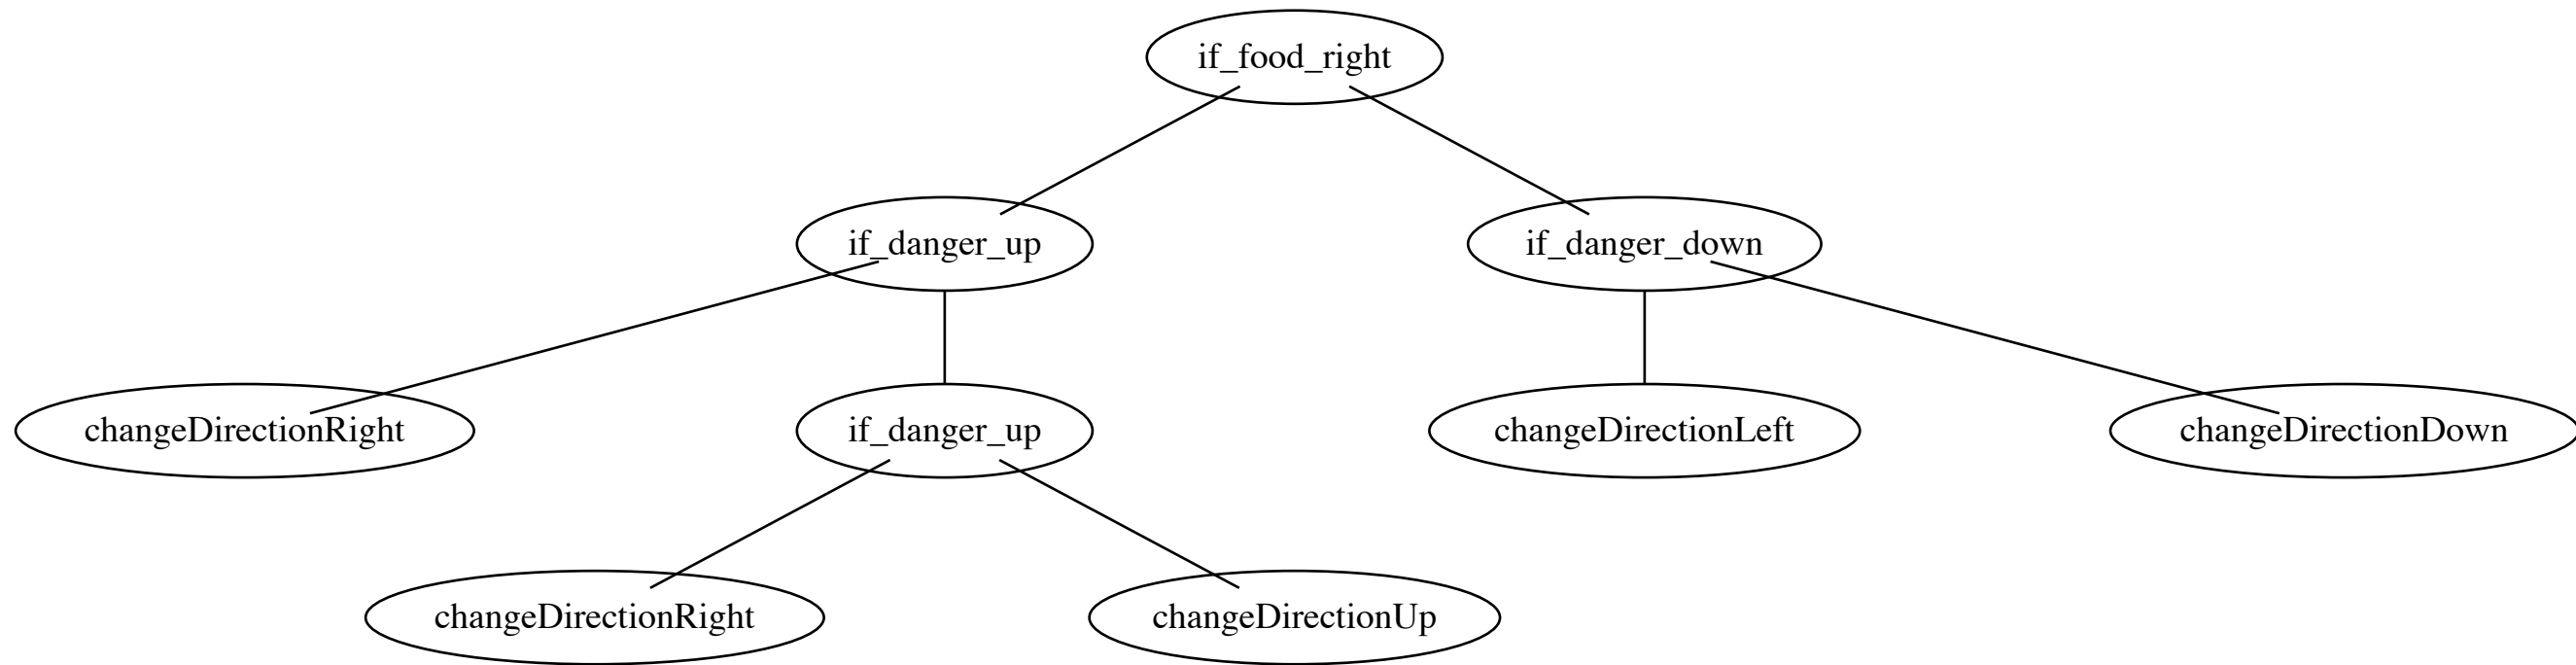 if_food_right
if_danger_up
if_danger_down
changeDirectionRight
if_danger_up
changeDirectionLeft
changeDirectionDown
changeDirectionRight
changeDirectionUp